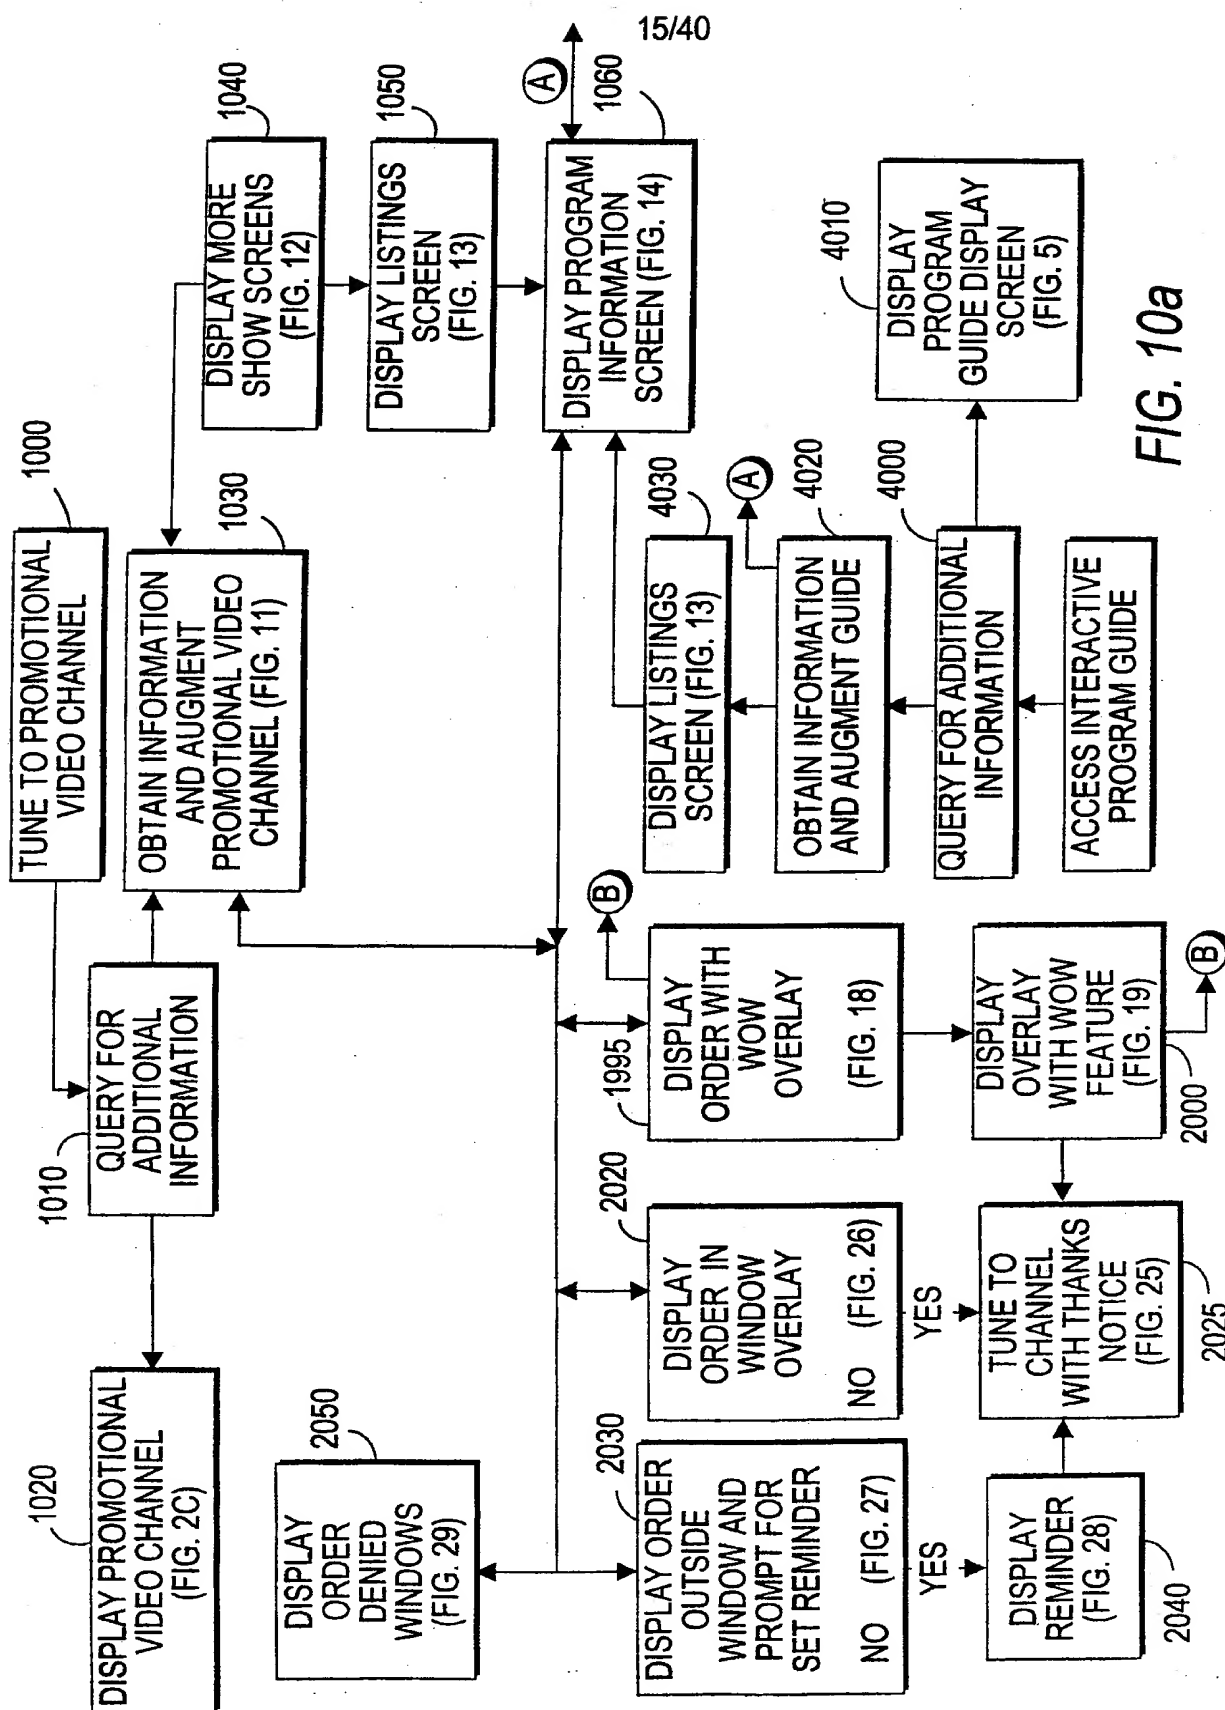 15/40
TUNE TO PROMOTIONAL
VIDEO CHANNEL
1000
1010
QUERY FOR
ADDITIONAL
INFORMATION
1020
DISPLAY PROMOTIONAL
VIDEO CHANNEL
(FIG. 2C)
OBTAIN INFORMATION
AND AUGMENT
PROMOTIONAL VIDEO
CHANNEL (FIG. 11)
1030
DISPLAY MORE
SHOW SCREENS
(FIG. 12)
1040
DISPLAY LISTINGS
SCREEN
(FIG. 13)
1050
DISPLAY PROGRAM
INFORMATION
SCREEN (FIG. 14)
1060
A
DISPLAY
ORDER
DENIED
WINDOWS
(FIG. 29)
2050
DISPLAY ORDER
OUTSIDE
WINDOW AND
PROMPT FOR
SET REMINDER
NO (FIG. 27)
2030
YES
DISPLAY
REMINDER
(FIG. 28)
2040
DISPLAY
ORDER IN
WINDOW
OVERLAY
NO (FIG. 26)
2020
YES
TUNE TO
CHANNEL
WITH THANKS
NOTICE
(FIG. 25)
2025
1995
DISPLAY
ORDER WITH
WOW
OVERLAY
(FIG. 18)
B
DISPLAY
OVERLAY
WITH WOW
FEATURE
(FIG. 19)
2000
B
DISPLAY LISTINGS
SCREEN (FIG. 13)
4030
A
OBTAIN INFORMATION
AND AUGMENT GUIDE
4020
QUERY FOR ADDITIONAL
INFORMATION
4000
ACCESS INTERACTIVE
PROGRAM GUIDE
DISPLAY
PROGRAM
GUIDE DISPLAY
SCREEN
(FIG. 5)
4010
FIG. 10a